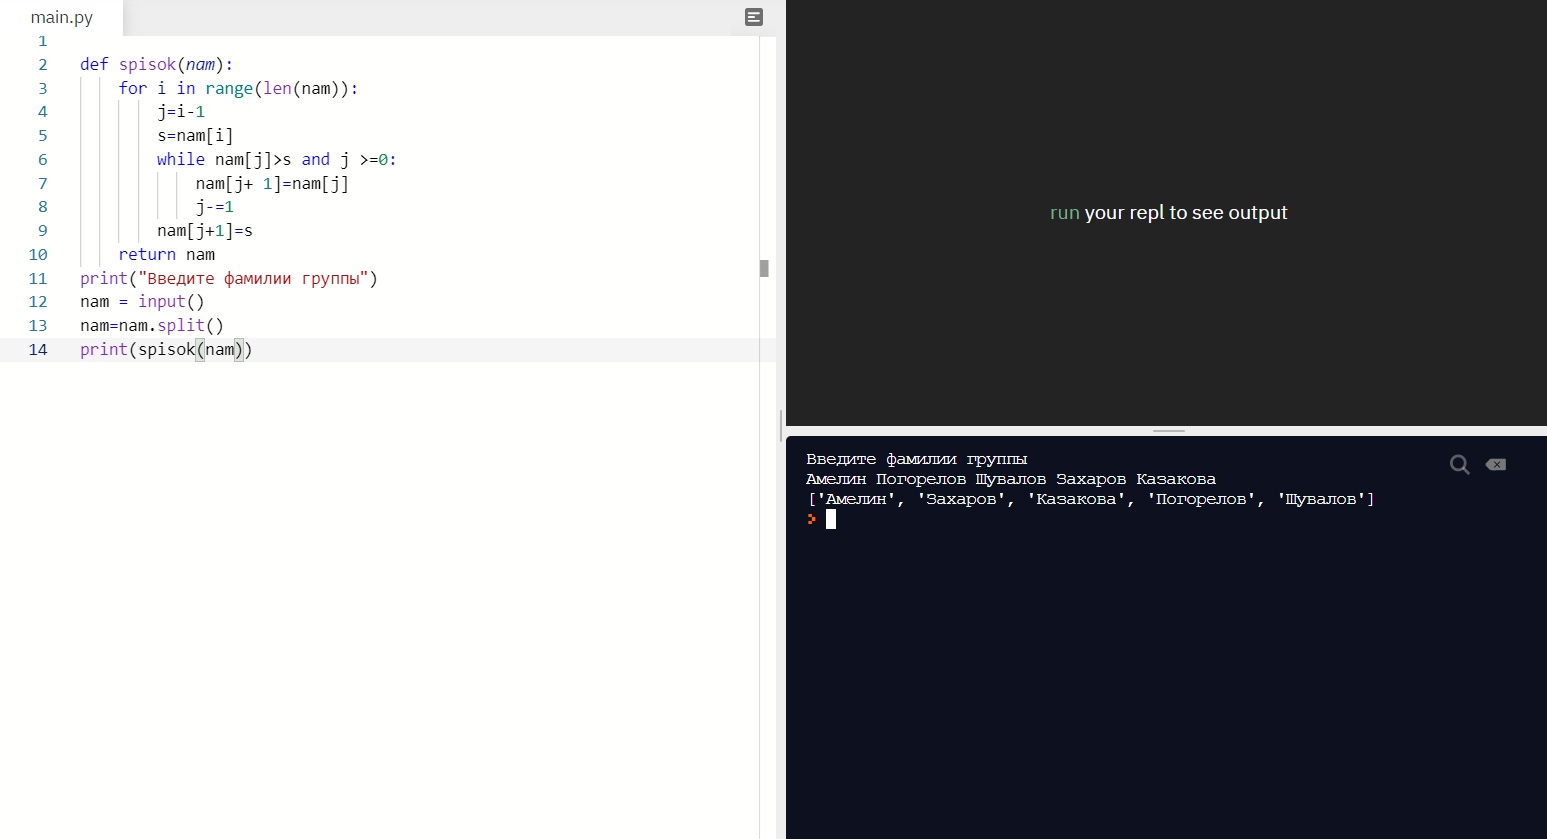 main.py
1
2 def spisok(nam):
3 for i in range(len(nam)):
4 j=i-1
5 s=nam[i]
6 while nam[j]>s and j >=0:
7 nam[j+ 1]=nam[j]
8 j-=1
9 nam[j+1]=s
10 return nam
11 print("Введите фамилии группы")
12 nam = input()
13 nam=nam.split()
14 print(spisok(nam))
run your repl to see output
Введите фамилии группы
Амелин Погорелов Шувалов Захаров Казакова
['Амелин', 'Захаров', 'Казакова', 'Погорелов', 'Шувалов']
>